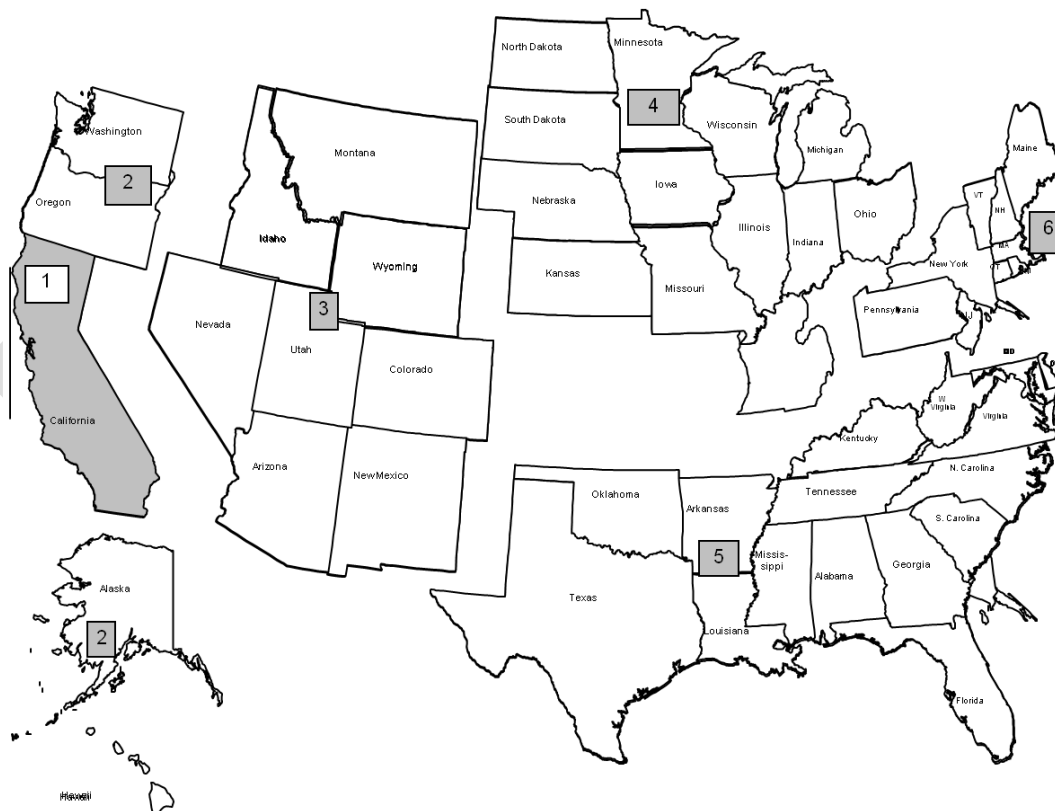 North Dakota
Minnesota
4
South Dakota
Wisconsin
Washington
Michigan
Maine
Montana
2
Iowa
VT
Oregon
Nebraska
NH
Ohio
6
Idaho
Illinois
Indiana
MA
Wyoming
Kansas
New York
CT
1
Missouri
3
Nevada
Pennsylvania
NJ
Utah
MD
Colorado
W
Virginia
Virginia
California
Kentucky
Arizona
New Mexico
N. Carolina
Oklahoma
Tennessee
Arkansas
S. Carolina
5
Missis-
sippi
Georgia
Alabama
Alaska
Texas
2
Louisiana
Florida
Hawaii